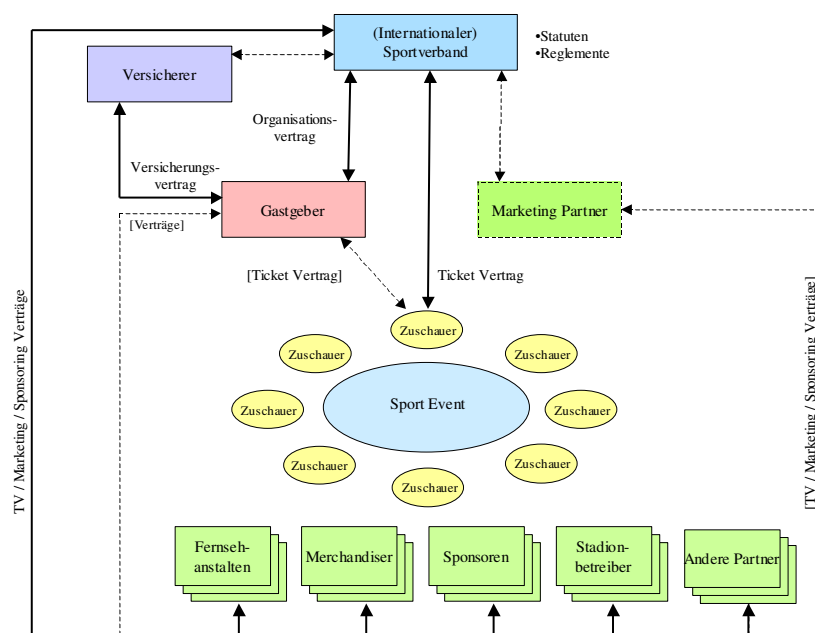 (Internationaler)
Sportverband
•Statuten
•Reglemente
Versicherer
Organisations-
vertrag
Versicherungs-
vertrag
Gastgeber
Marketing Partner
[Verträge]
[Ticket Vertrag]
Ticket Vertrag
TV / Marketing / Sponsoring Verträge
[TV / Marketing / Sponsoring Verträge]
Zuschauer
Zuschauer
Zuschauer
Zuschauer
Sport Event
Zuschauer
Zuschauer
Zuschauer
Zuschauer
Fernseh-
anstalten
Merchandiser
Sponsoren
Stadion-
betreiber
Andere Partner